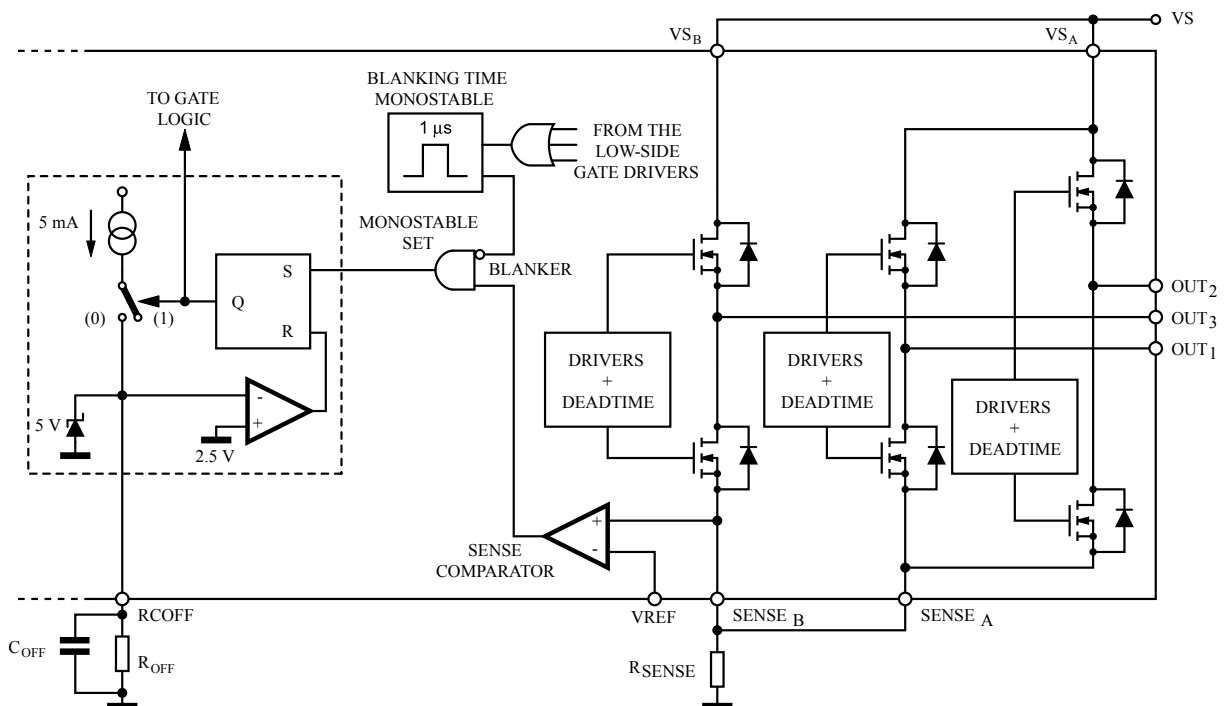 VS
VSB
VSA
BLANKING TIME
MONOSTABLE
TO GATE
LOGIC
1 μs
FROM THE
LOW-SIDE
GATE DRIVERS
5 mA
MONOSTABLE
SET
BLANKER
S
Q
R
(0)
(1)
OUT2
OUT3
OUT1
DRIVERS
+
DEADTIME
DRIVERS
+
DEADTIME
DRIVERS
+
DEADTIME
-
+
5 V
2.5 V
+
-
SENSE
COMPARATOR
RCOFF
VREF
SENSE B
SENSE A
COFF
ROFF
RSENSE